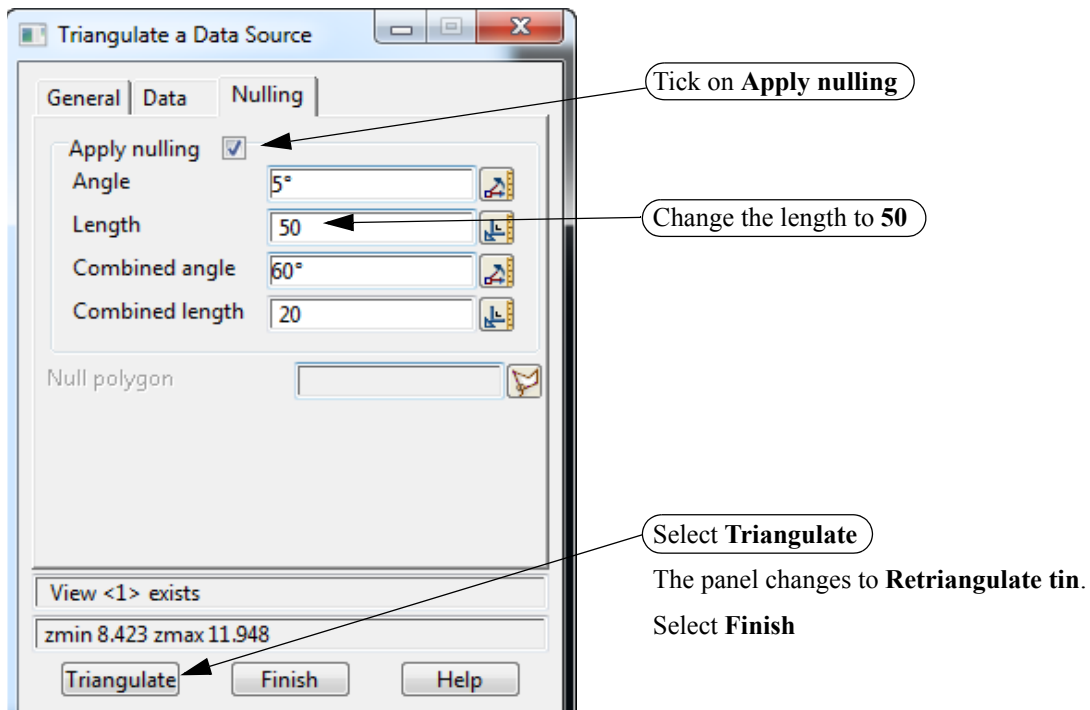 Triangulate a Data Source
General Data Nulling
Tick on Apply nulling
Apply nulling
Angle 5°
Length 50
Change the length to 50
Combined angle 60°
Combined length 20
Null polygon
Select Triangulate
The panel changes to Retriangulate tin.
Select Finish
View <1> exists
zmin 8.423 zmax 11.948
Triangulate Finish Help